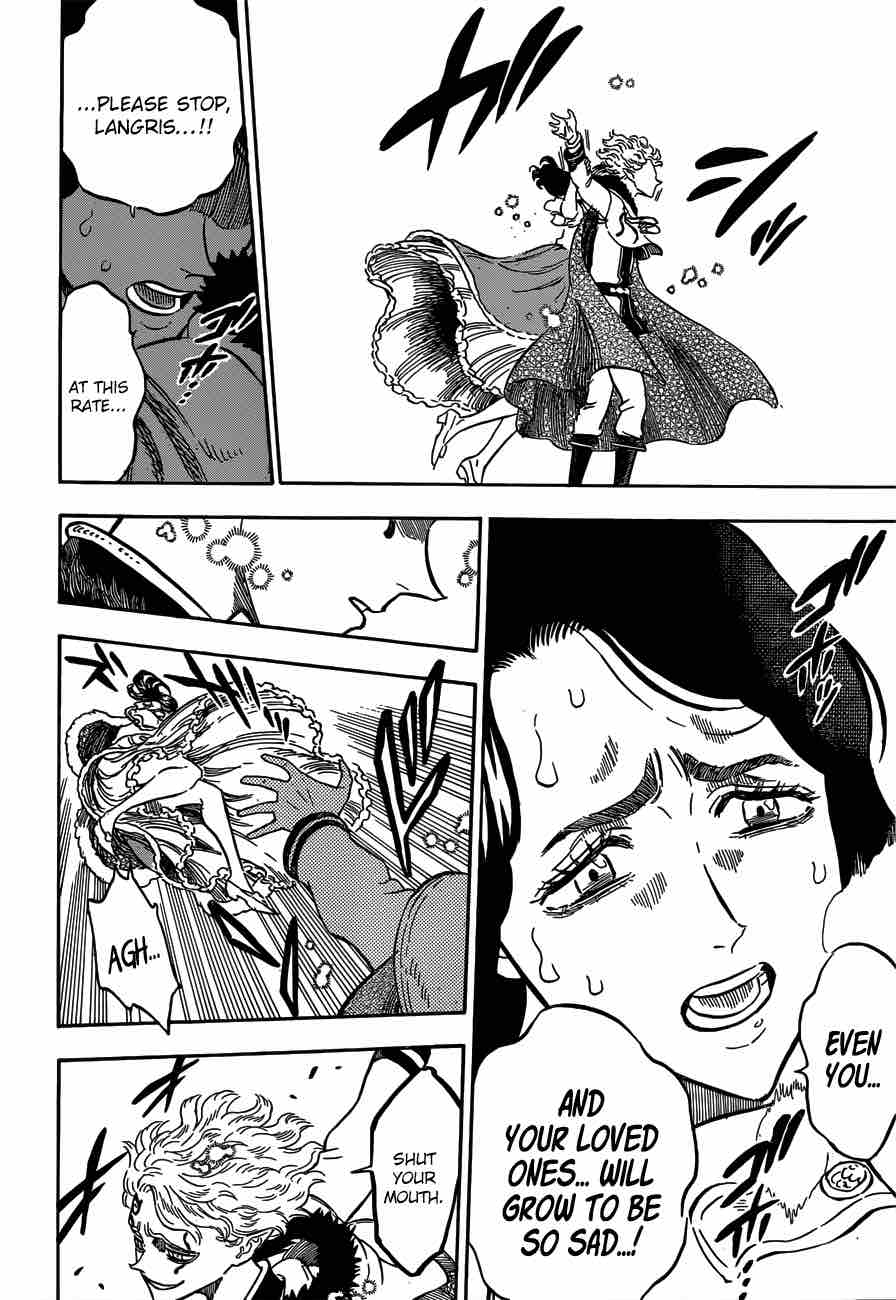 ...PLEASE STOP,
LANGRIS...!!
AT THIS
RATE...
EVEN
YOU...
AND
YOUR LOVED
ONES... WILL
GROW TO BE
SO SAD...!
AGH...
SHUT
YOUR
MOUTH.